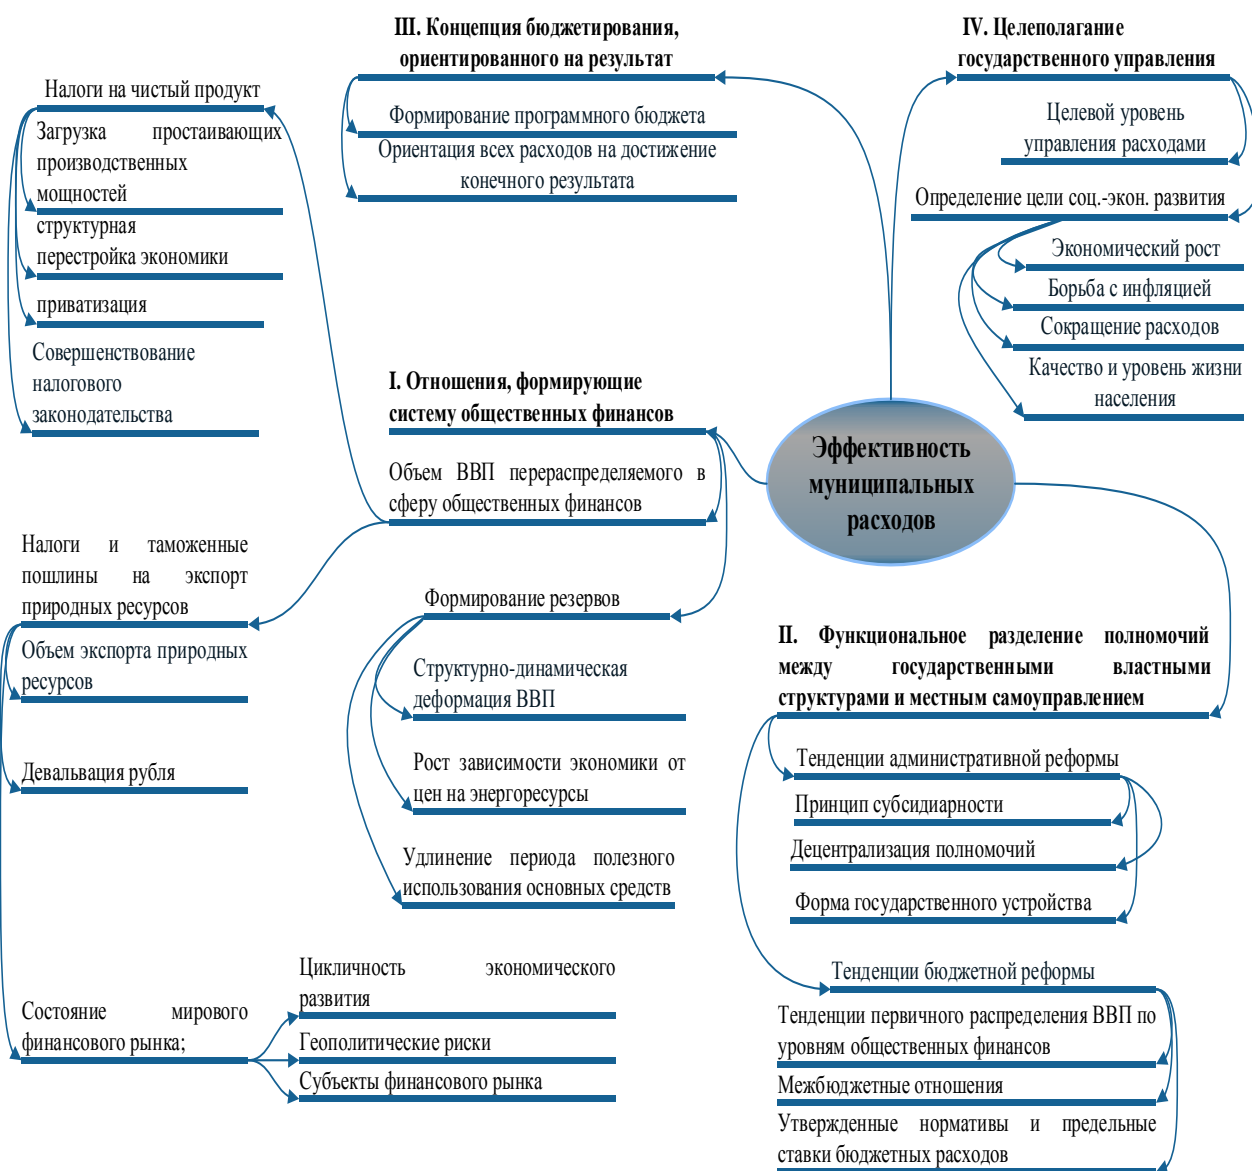 III. Концепция бюджетирования,
ориентированного на результат
Формирование программного бюджета
Ориентация всех расходов на достижение
конечного результата
IV. Целеполагание
государственного управления
Целевой уровень
управления расходами
Определение цели соц.-экон. развития
Экономический рост
Борьба с инфляцией
Сокращение расходов
Качество и уровень жизни
населения
Налоги на чистый продукт
Загрузка простаивающих
производственных
мощностей
структурная
перестройка экономики
приватизация
Совершенствование
налогового
законодательства
I. Отношения, формирующие
систему общественных финансов
Объем ВВП перераспределяемого в
сферу общественных финансов
Эффективность
муниципальных
расходов
Налоги и таможенные
пошлины на экспорт
природных ресурсов
Объем экспорта природных
ресурсов
Девальвация рубля
Состояние мирового
финансового рынка;
Цикличность экономического
развития
Геополитические риски
Субъекты финансового рынка
Формирование резервов
Структурно-динамическая
деформация ВВП
Рост зависимости экономики от
цен на энергоресурсы
Удлинение периода полезного
использования основных средств
II. Функциональное разделение полномочий
между государственными властными
структурами и местным самоуправлением
Тенденции административной реформы
Принцип субсидиарности
Децентрализация полномочий
Форма государственного устройства
Тенденции бюджетной реформы
Тенденции первичного распределения ВВП по
уровням общественных финансов
Межбюджетные отношения
Утвержденные нормативы и предельные
ставки бюджетных расходов